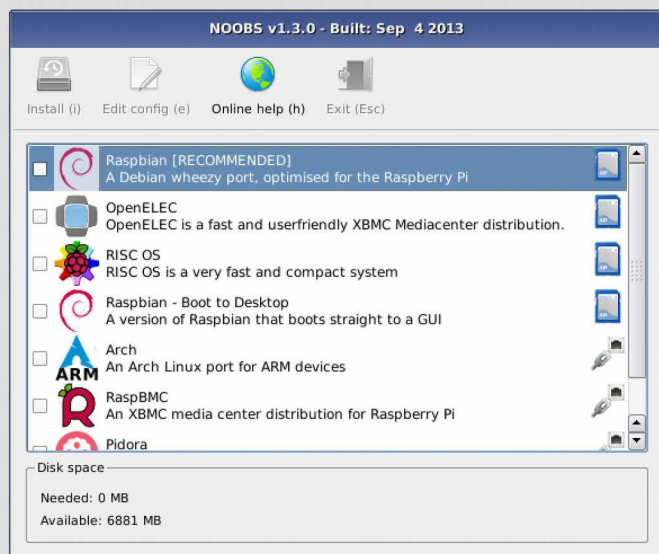 NOOBS v1.3.0 - Built: Sep 4 2013
Install (i) Edit config (e) Online help (h) Exit (Esc)
Raspbian [RECOMMENDED]
A Debian wheezy port, optimised for the Raspberry Pi
OpenELEC
OpenELEC is a fast and userfriendly XBMC Mediacenter distribution.
RISC OS
RISC OS is a very fast and compact system
Raspbian - Boot to Desktop
A version of Raspbian that boots straight to a GUI
Arch
ARM An Arch Linux port for ARM devices
RaspBMC
An XBMC media center distribution for Raspberry Pi
Pidora
Disk space
Needed: 0 MB
Available: 6881 MB